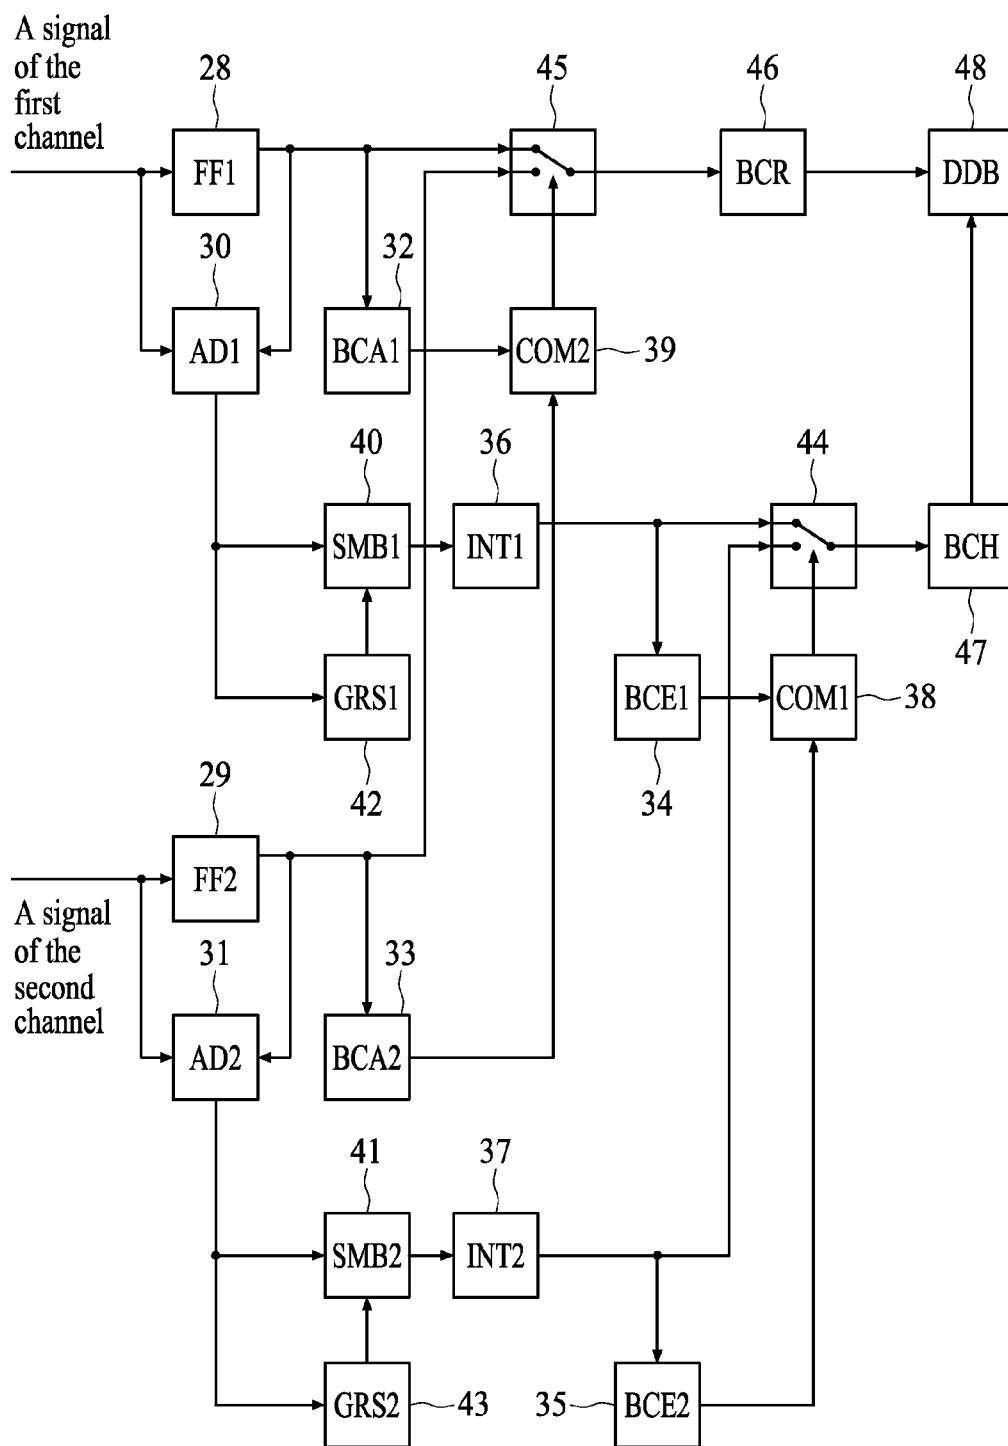 A signal
of the
first
channel
28
45
46
48
FF1
BCR
DDB
30
32
AD1
BCA1
COM2
39
40
36
44
SMB1
INT1
BCH
47
GRS1
BCE1
COM1
38
42
34
29
FF2
A signal
of the
second
channel
31
33
AD2
BCA2
41
37
SMB2
INT2
GRS2
43
35
BCE2